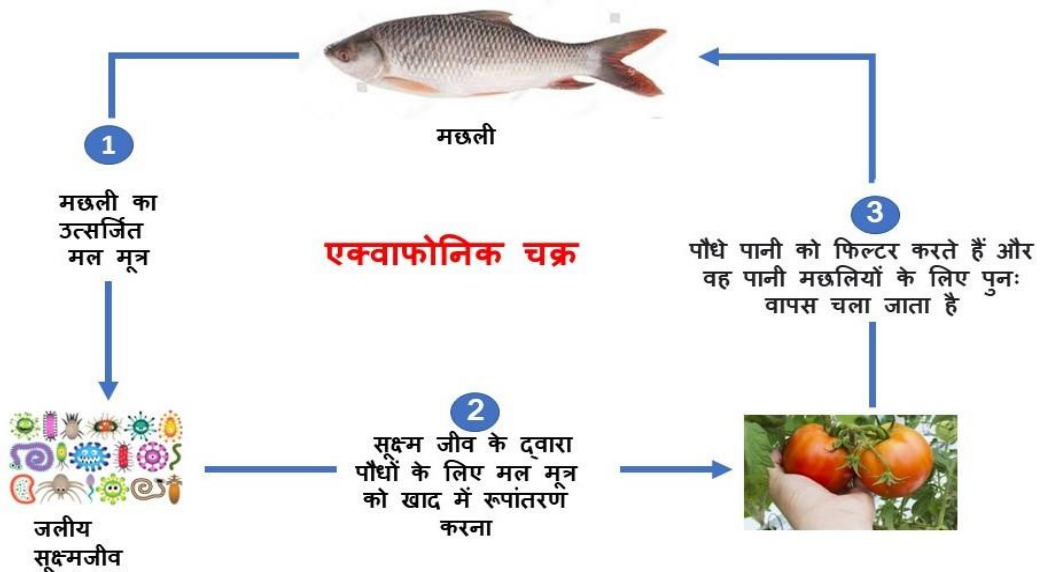 मछली
1
मछली का
उत्सर्जित
मल मूत्र
एक्वाफोनिक चक्र
3
पौधे पानी को फिल्टर करते हैं और
वह पानी मछलियों के लिए पुनः
वापस चला जाता है
2
सूक्ष्म जीव के द्वारा
पौधों के लिए मल मूत्र
को खाद में रूपांतरण
करना
जलीय
सूक्ष्मजीव